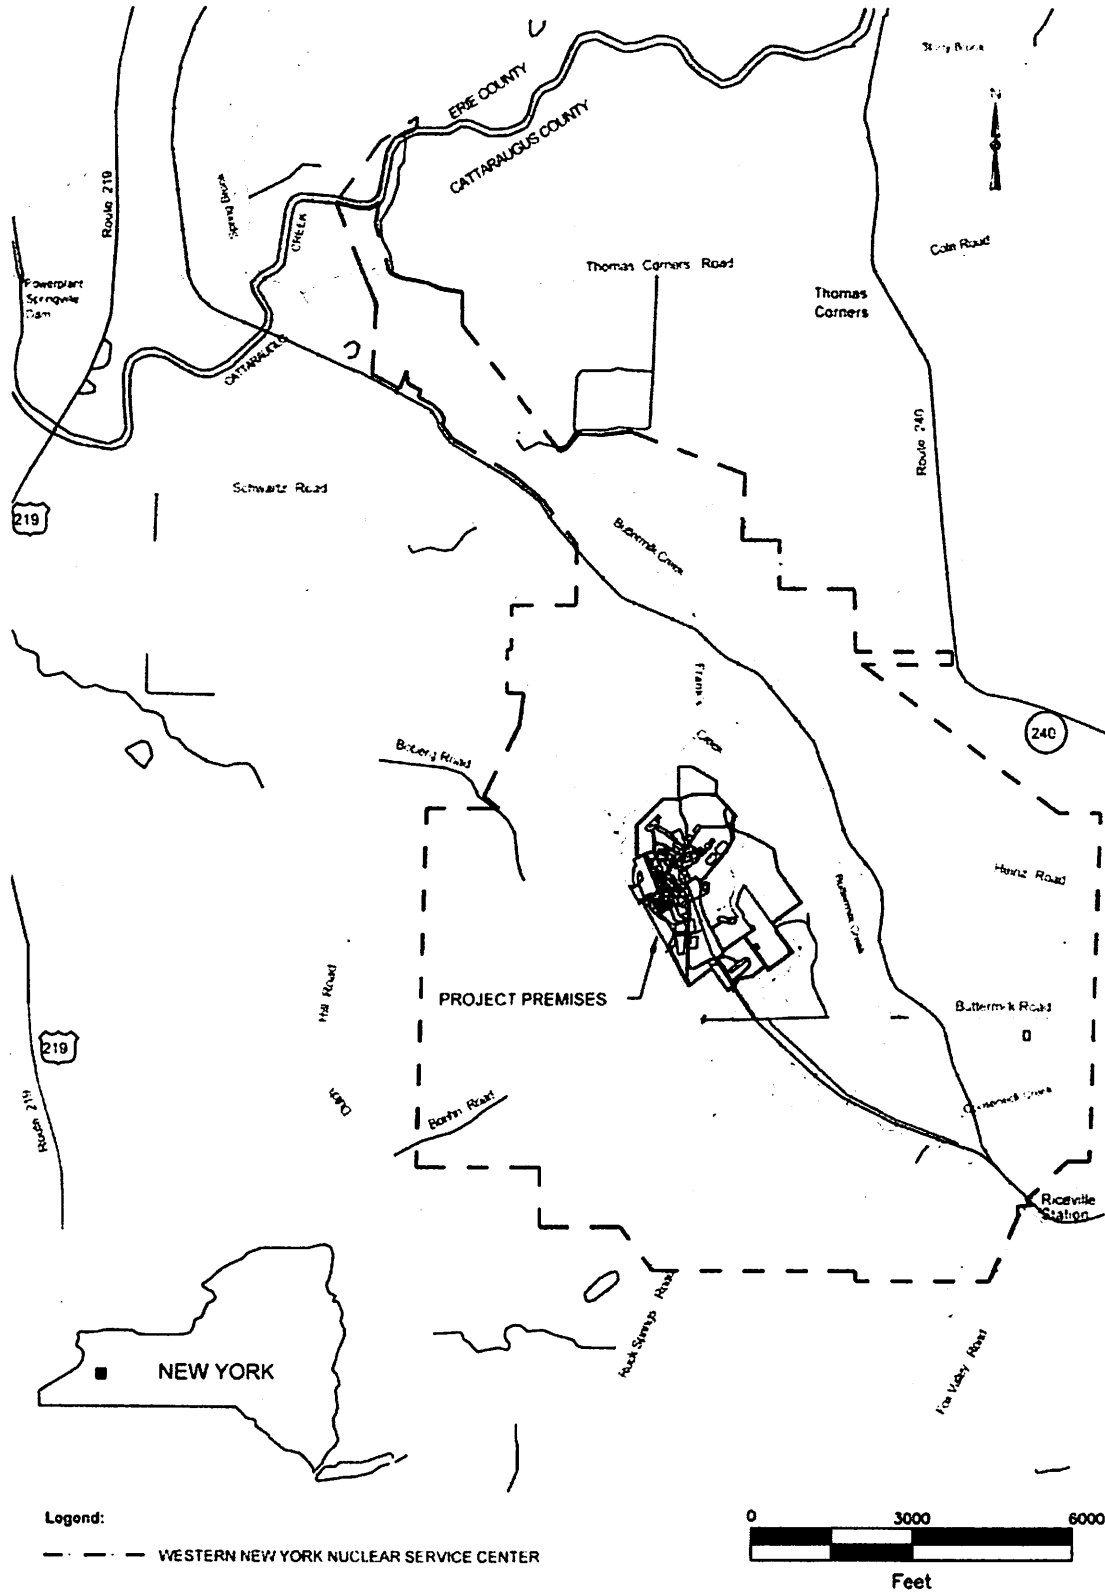 ERIE COUNTY
CATTARAUGUS COUNTY
N
Route 219
Spring Brook
CREEK
Thomas Corners Road
Thomas
Corners
Powerplant
Springville
Dam
CATTARAUGUS
Route 240
Schwartz Road
219
Buttermilk Creek
Franks
Creek
240
Boberg Road
Heinz Road
Buttermilk Creek
Hill Road
PROJECT PREMISES
Buttermilk Road
219
Route 219
Dutch
Riceville
Station
Rock Springs Road
NEW YORK
Fox Valley Road
Legend:
WESTERN NEW YORK NUCLEAR SERVICE CENTER
0 3000 6000
Feet